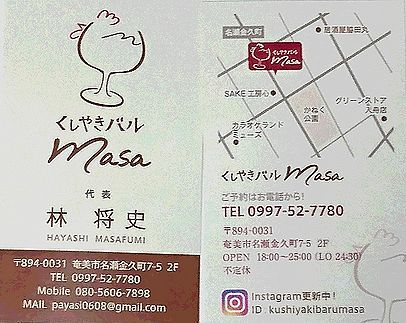 くしやきバル
masa
代表
林 将史
HAYASHI MASAFUMI
〒894-0031 奄美市名瀬金久町7-5 2F
TEL 0997-52-7780
Mobile 080-5606-7898
MAIL payasi0608@gmail.com
名瀬金久町
居酒屋脇田丸
くしやきバル
masa
SAKE 工房心
かねく
公園
グリーンストア
入舟店
カラオケランド
ミューズ
くしやきバル masa
ご予約はお電話から!
TEL 0997-52-7780
〒894-0031
奄美市名瀬金久町7-5 2F
OPEN 18:00~25:00 (LO 24:30)
不定休
Instagram更新中!
ID kushiyakibarumasa